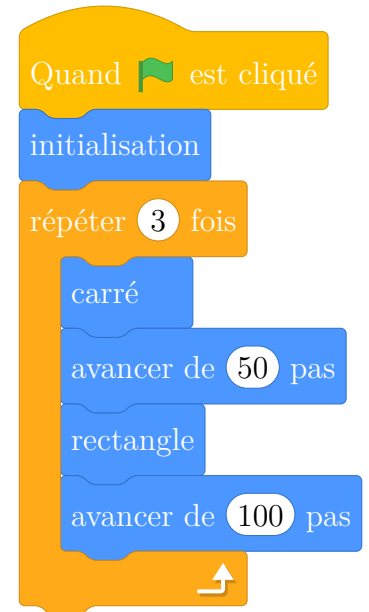 Quand est cliqué
initialisation
répéter 3 fois
carré
avancer de 50 pas
rectangle
avancer de 100 pas